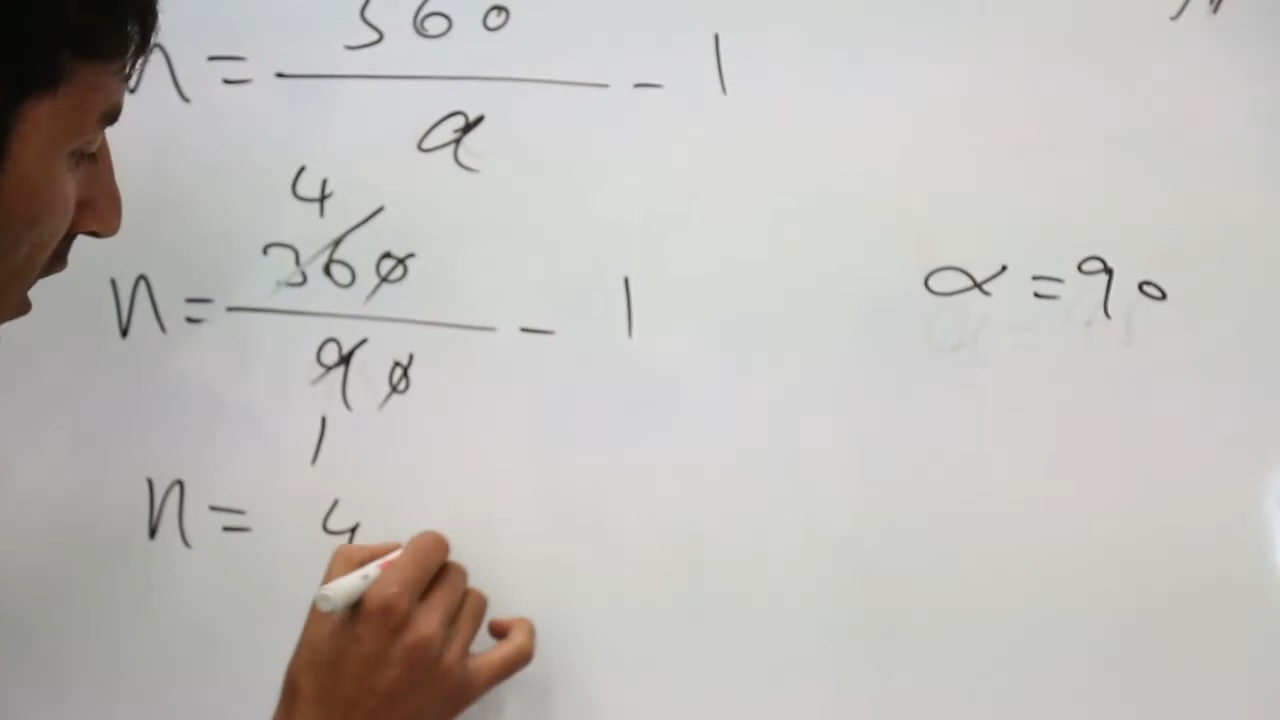 n = 360/α - 1
4
n = 360/90 - 1
1
α = 90
n = 4